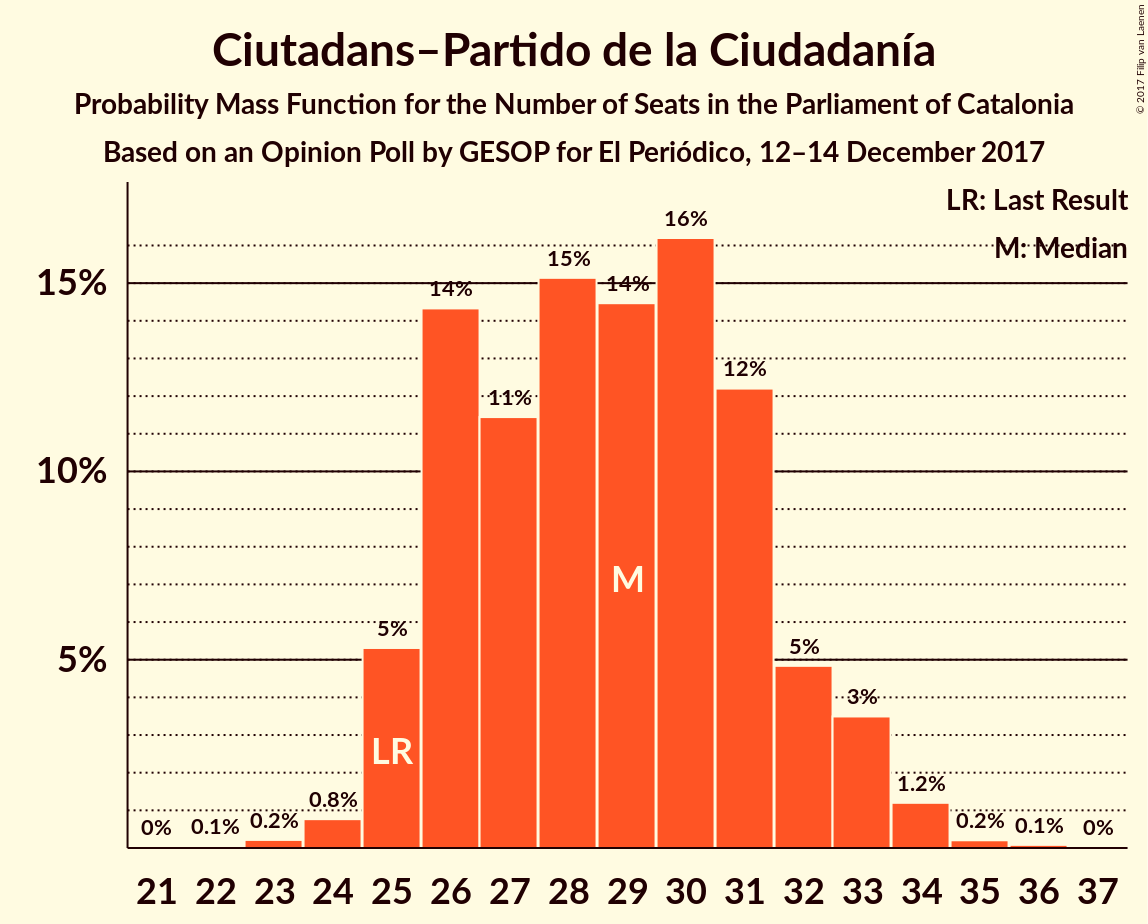 Ciutadans–Partido de la Ciudadanía
Probability Mass Function for the Number of Seats in the Parliament of Catalonia
Based on an Opinion Poll by GESOP for El Periódico, 12–14 December 2017
© 2017 Filip van Laenen
LR: Last Result
M: Median
15%
10%
5%
0%
0.1%
0.2%
0.8%
5%
14%
11%
15%
14%
16%
12%
5%
3%
1.2%
0.2%
0.1%
0%
LR
M
21 22 23 24 25 26 27 28 29 30 31 32 33 34 35 36 37